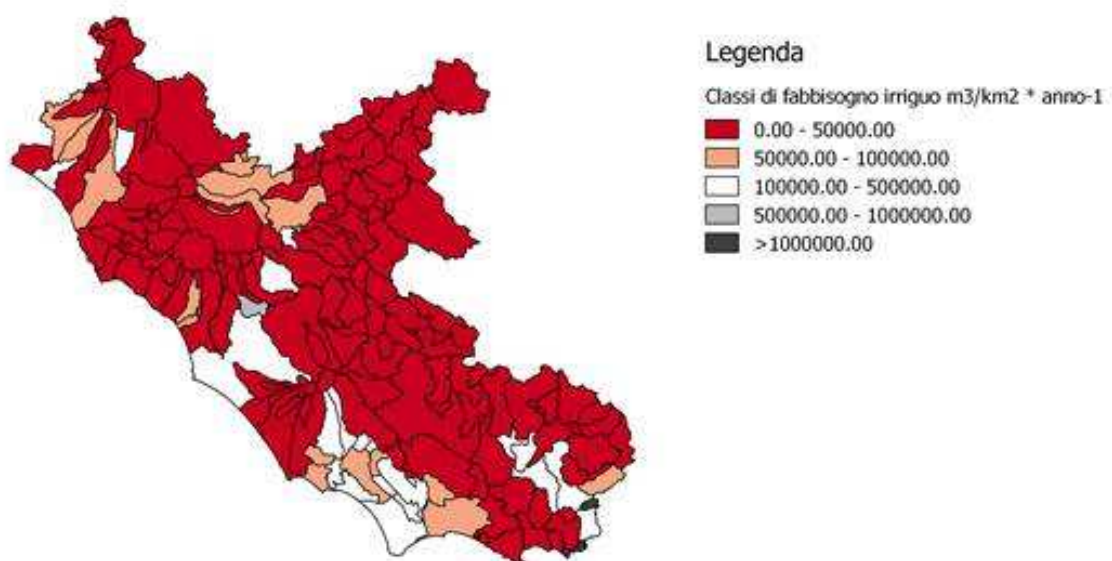 Legenda
Classi di fabbisogno irriguo m3/km2 * anno-1
0.00 - 50000.00
50000.00 - 100000.00
100000.00 - 500000.00
500000.00 - 1000000.00
>1000000.00